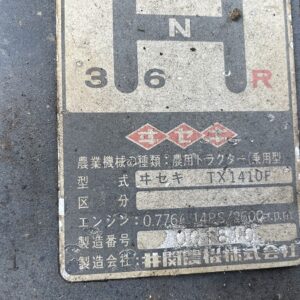 N
3 6 R
ヰセキ
農業機械の種類：農用トラクター（乗用型
型式 ヰセキ TX1410F
区分
エンジン：0.776ℓ 14PS/2600r.p.m
製造番号
製造会社：井関農機株式会社